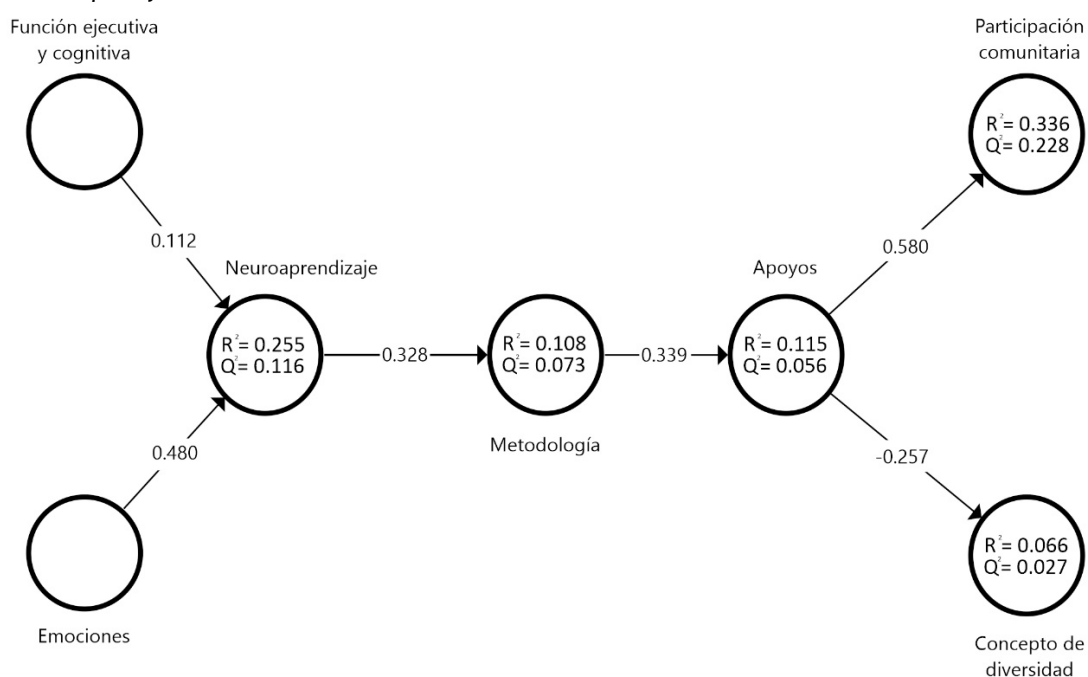 Función ejecutiva
y cognitiva
Participación
comunitaria
R²= 0.336
Q²= 0.228
0.112
0.580
Neuroaprendizaje
Apoyos
R²= 0.255
Q²= 0.116
0.328
R²= 0.108
Q²= 0.073
0.339
R²= 0.115
Q²= 0.056
Metodología
0.480
-0.257
R²= 0.066
Q²= 0.027
Emociones
Concepto de
diversidad